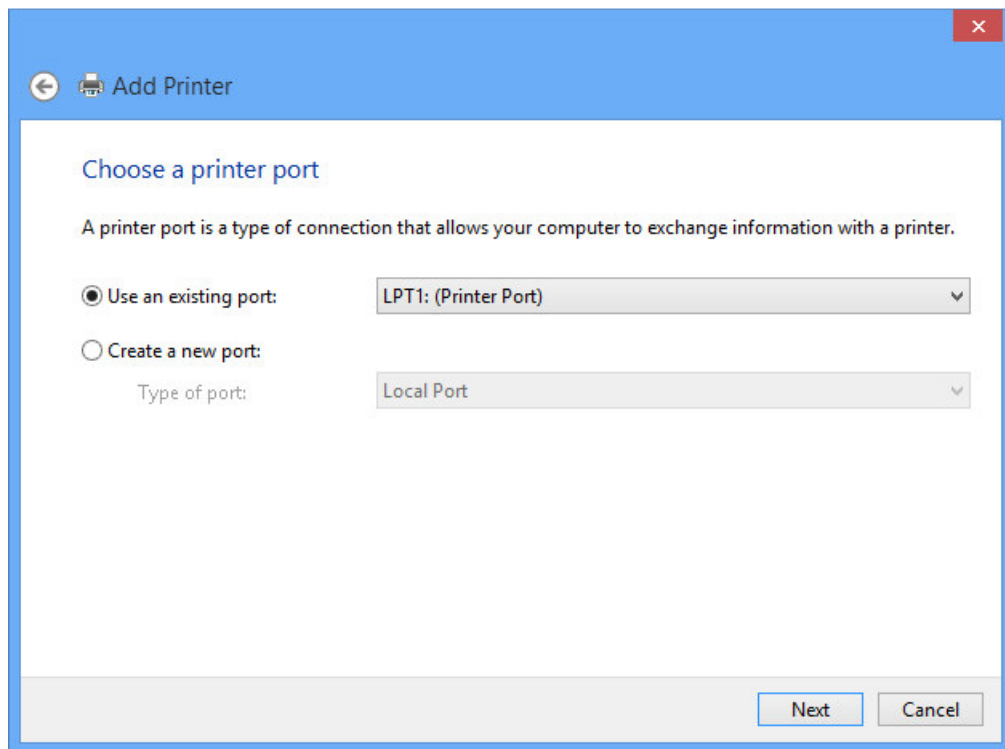 Add Printer
Choose a printer port
A printer port is a type of connection that allows your computer to exchange information with a printer.
Use an existing port: LPT1: (Printer Port)
Create a new port:
Type of port: Local Port
Next Cancel